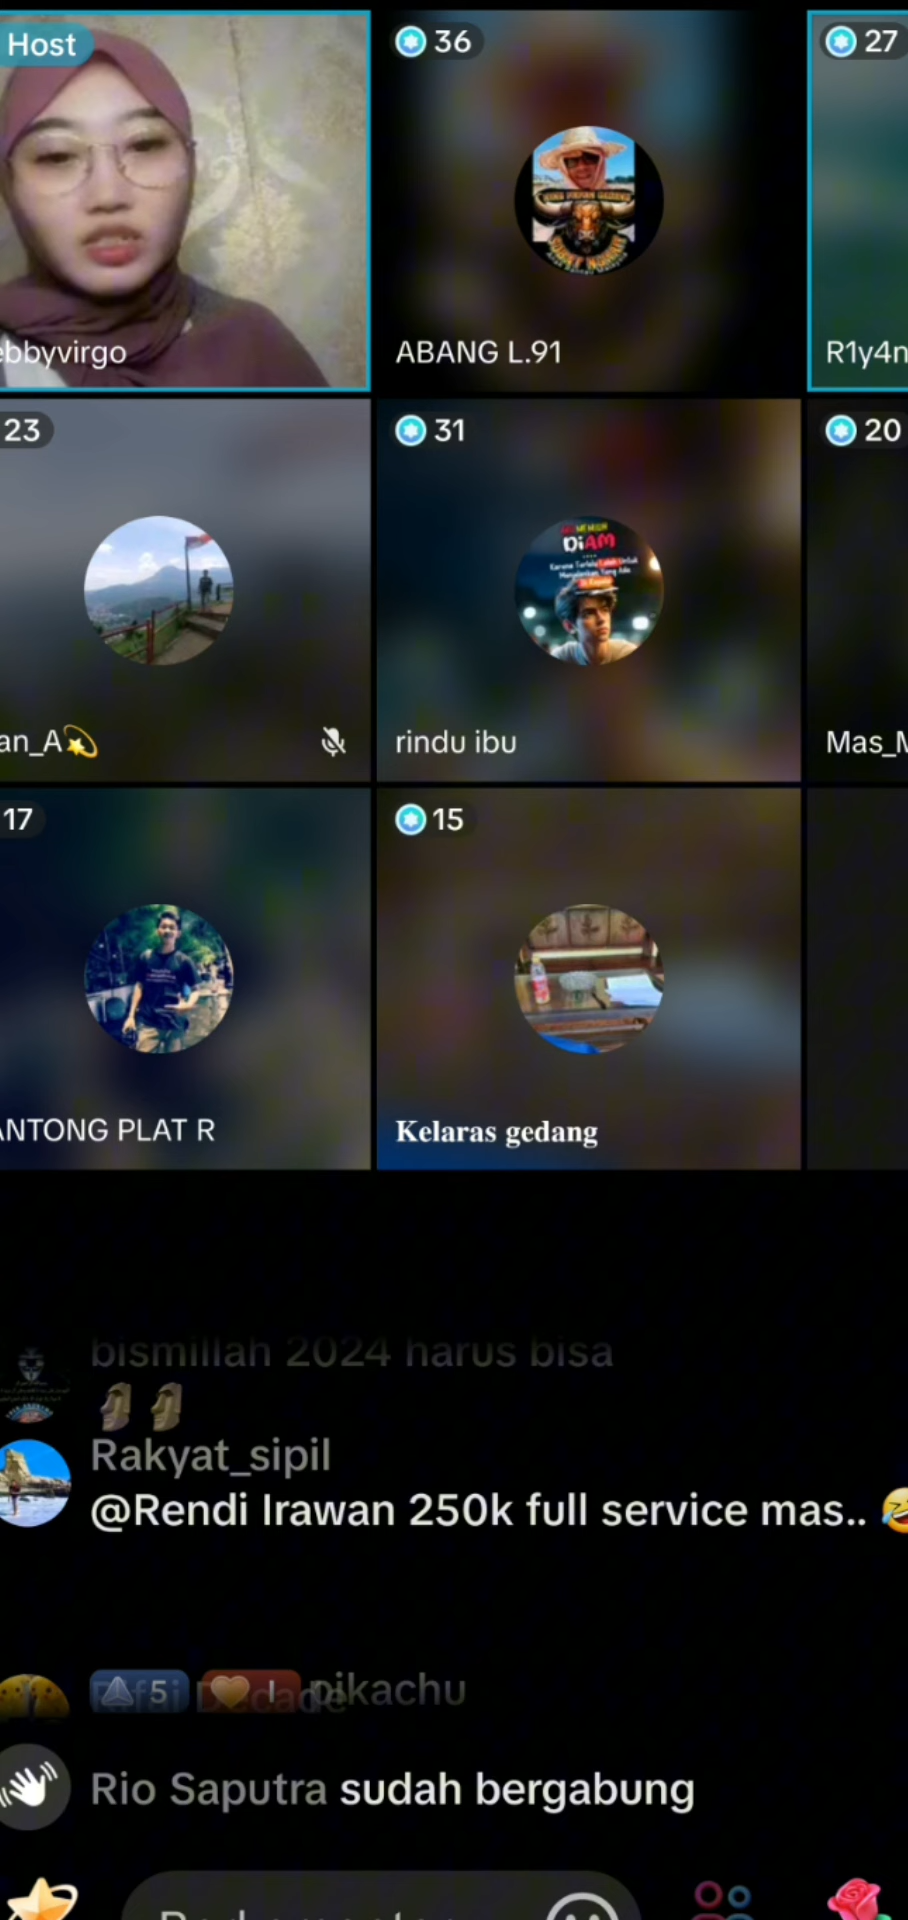 Host
36
27
ebbyvirgo
ABANG L.91
R1y4n
23
31
20
DiAM
an_A
rindu ibu
Mas_M
17
15
ANTONG PLAT R
Kelaras gedang
bismillah 2024 harus bisa
Rakyat_sipil
@Rendi Irawan 250k full service mas..
5
I
pikachu
Rio Saputra sudah bergabung